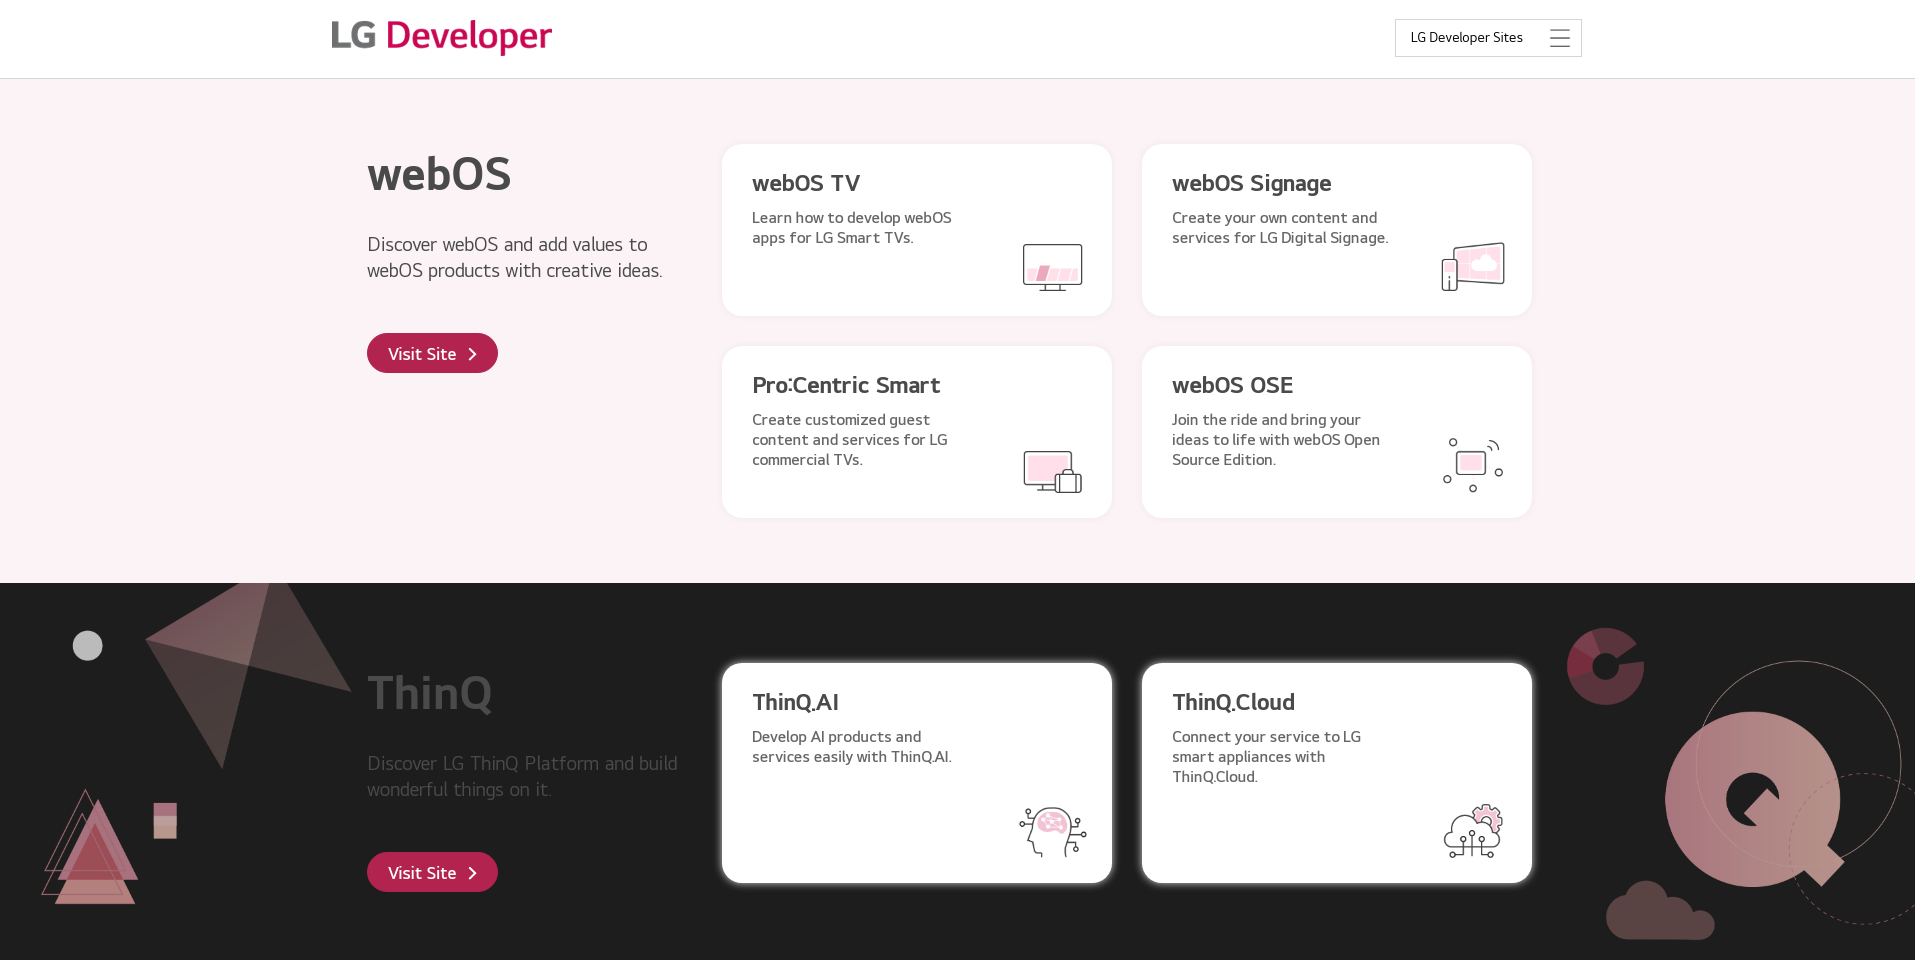 LG Developer
LG Developer Sites
webOS
Discover webOS and add values to
webOS products with creative ideas.
Visit Site
webOS TV
Learn how to develop webOS
apps for LG Smart TVs.
webOS Signage
Create your own content and
services for LG Digital Signage.
Pro:Centric Smart
Create customized guest
content and services for LG
commercial TVs.
webOS OSE
Join the ride and bring your
ideas to life with webOS Open
Source Edition.
ThinQ
Discover LG ThinQ Platform and build
wonderful things on it.
Visit Site
ThinQ.AI
Develop AI products and
services easily with ThinQ.AI.
ThinQ.Cloud
Connect your service to LG
smart appliances with
ThinQ.Cloud.